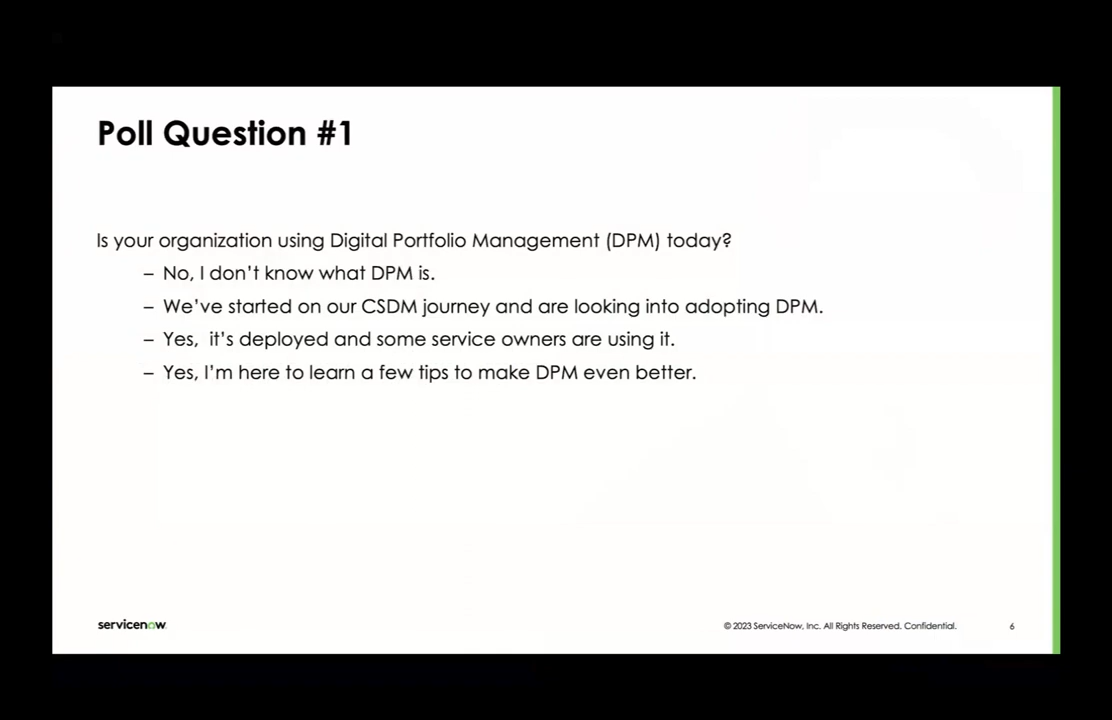 Poll Question #1
Is your organization using Digital Portfolio Management (DPM) today?
– No, I don't know what DPM is.
– We've started on our CSDM journey and are looking into adopting DPM.
– Yes,  it's deployed and some service owners are using it.
– Yes, I'm here to learn a few tips to make DPM even better.
servicenow
© 2023 ServiceNow, Inc. All Rights Reserved. Confidential.
6